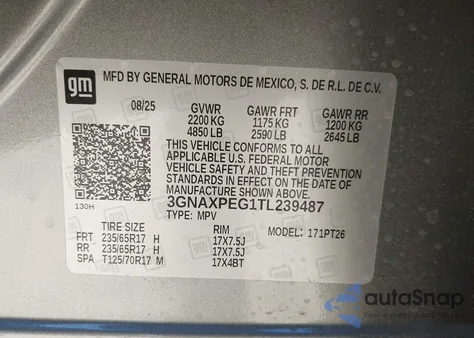 gm
MFD BY GENERAL MOTORS DE MEXICO, S. DE R.L. DE C.V.
08/25 GVWR GAWR FRT GAWR RR
2200 KG 1175 KG 1200 KG
4850 LB 2590 LB 2645 LB
THIS VEHICLE CONFORMS TO ALL
APPLICABLE U.S. FEDERAL MOTOR
VEHICLE SAFETY AND THEFT PREVENTION
STANDARDS IN EFFECT ON THE DATE OF
MANUFACTURE SHOWN ABOVE.
130H 3GNAXPEG1TL239487
TYPE: MPV
TIRE SIZE RIM 171PT26
FRT 235/65R17 H 17X7.5J
RR 235/65R17 H 17X7.5J
SPA T125/70R17 M 17X4BT
autoSnap